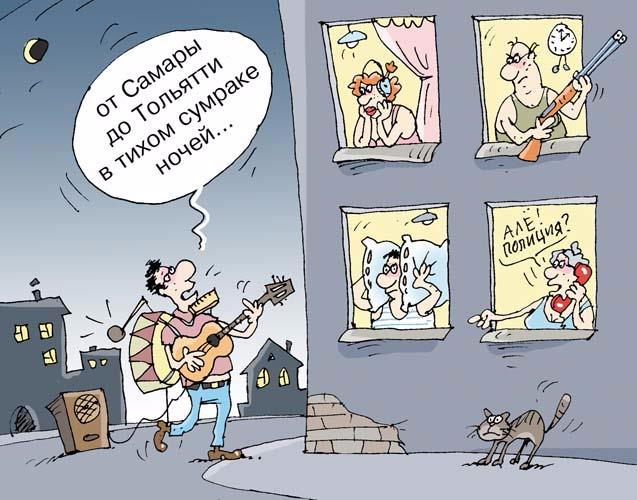 от Самары
до Тольятти
в тихом сумраке
ночей...
АЛЕ!
ПОЛИЦИЯ?